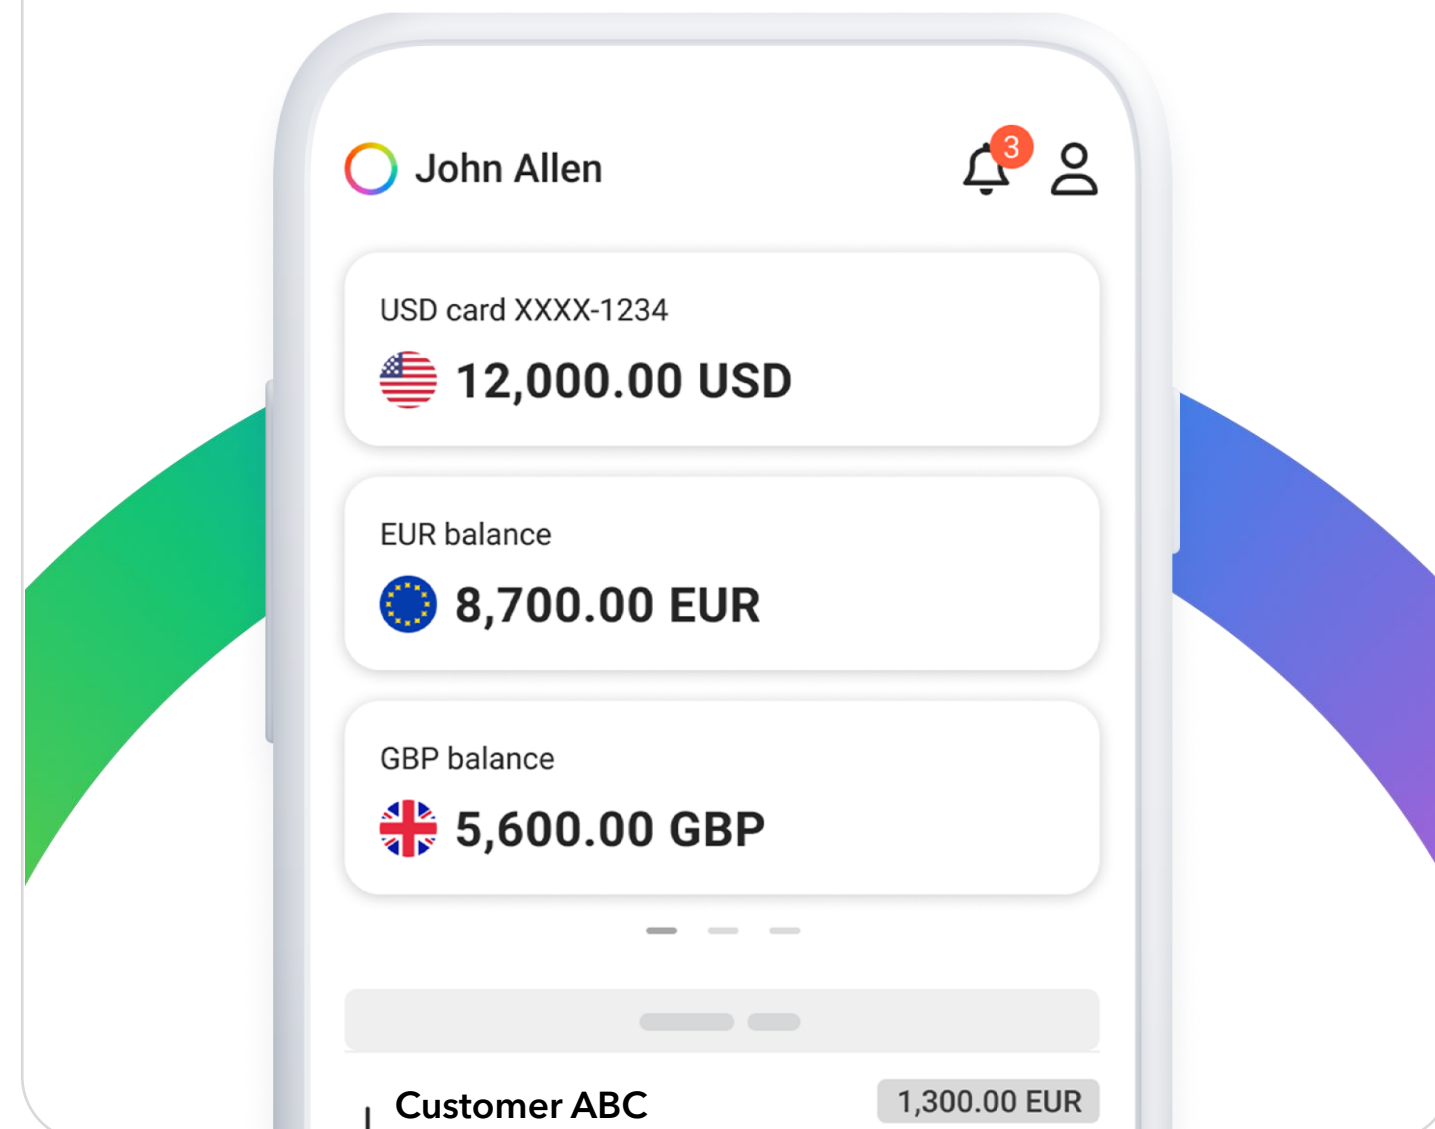 John Allen
3
USD card XXXX-1234
12,000.00 USD
EUR balance
8,700.00 EUR
GBP balance
5,600.00 GBP
Customer ABC
1,300.00 EUR